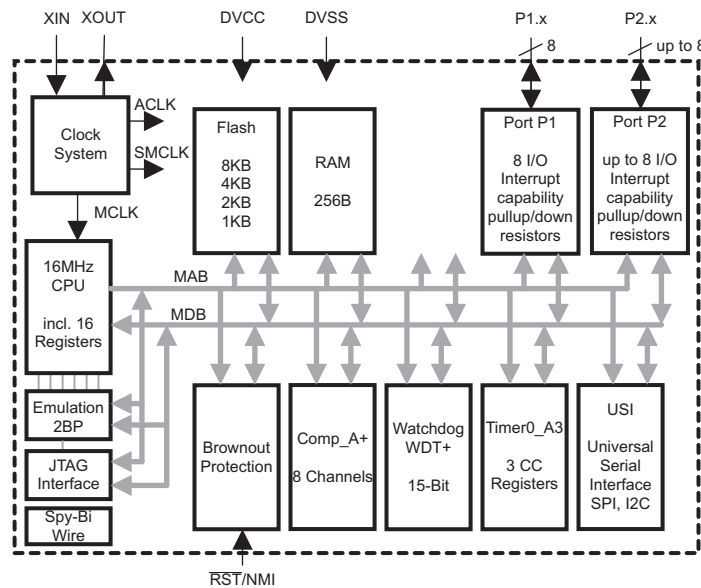 XIN XOUT DVCC DVSS P1.x P2.x
8 up to 8
ACLK
Clock
System
SMCLK
MCLK
Flash
8KB
4KB
2KB
1KB
RAM
256B
Port P1
8 I/O
Interrupt
capability
pullup/down
resistors
Port P2
up to 8 I/O
Interrupt
capability
pullup/down
resistors
16MHz
CPU
incl. 16
Registers
MAB
MDB
Emulation
2BP
JTAG
Interface
Spy-Bi
Wire
Brownout
Protection
Comp_A+
8 Channels
Watchdog
WDT+
15-Bit
Timer0_A3
3 CC
Registers
USI
Universal
Serial
Interface
SPI, I2C
RST/NMI